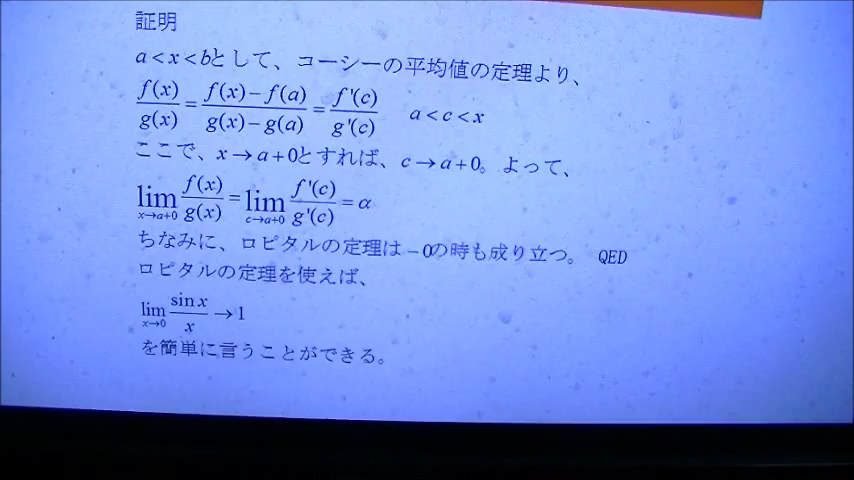 証明
a < x < bとして、コーシーの平均値の定理より、
f(x)/g(x) = (f(x) − f(a))/(g(x) − g(a)) = f'(c)/g'(c)　a < c < x
ここで、x → a + 0とすれば、c → a + 0。よって、
lim_{x→a+0} f(x)/g(x) = lim_{c→a+0} f'(c)/g'(c) = α
ちなみに、ロピタルの定理は −0の時も成り立つ。 QED
ロピタルの定理を使えば、
lim_{x→0} sin x/x → 1
を簡単に言うことができる。